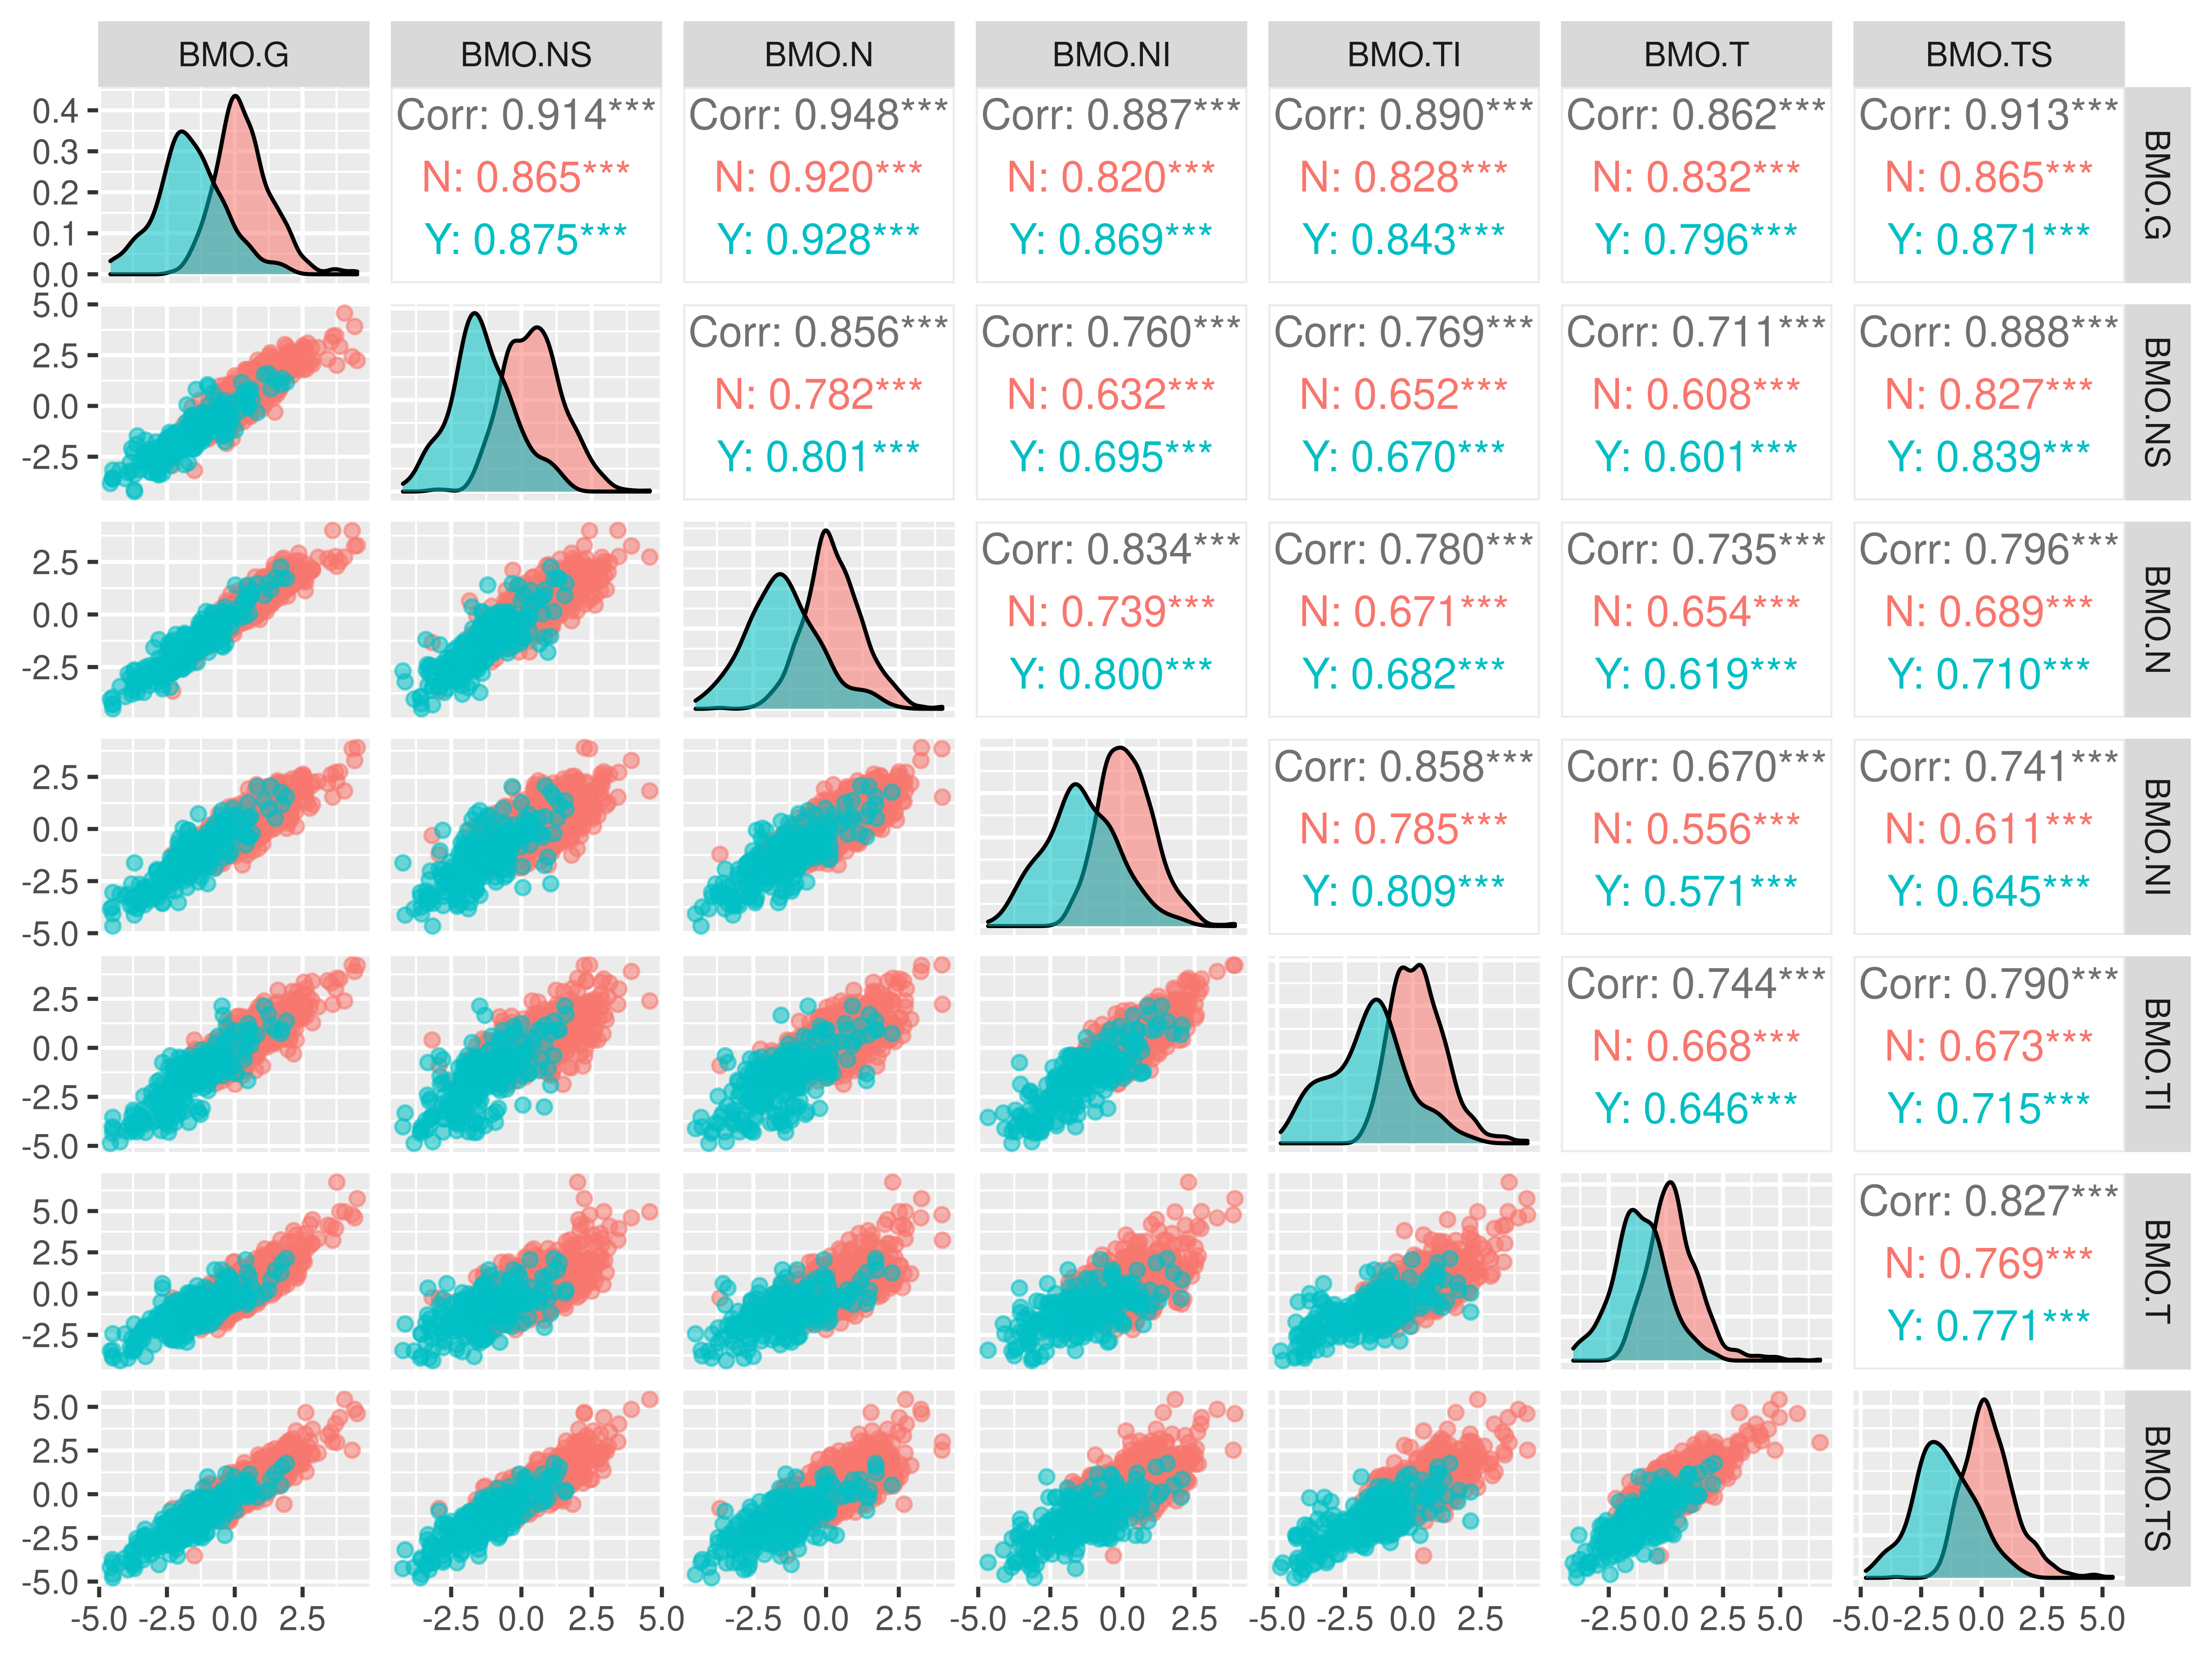 BMO.G BMO.NS BMO.N BMO.NI BMO.TI BMO.T BMO.TS
0.4 0.3 0.2 0.1 0.0
Corr: 0.914*** Corr: 0.948*** Corr: 0.887*** Corr: 0.890*** Corr: 0.862*** Corr: 0.913***
N: 0.865*** N: 0.920*** N: 0.820*** N: 0.828*** N: 0.832*** N: 0.865***
Y: 0.875*** Y: 0.928*** Y: 0.869*** Y: 0.843*** Y: 0.796*** Y: 0.871***
BMO.G
5.0 2.5 0.0 -2.5
Corr: 0.856*** Corr: 0.760*** Corr: 0.769*** Corr: 0.711*** Corr: 0.888***
N: 0.782*** N: 0.632*** N: 0.652*** N: 0.608*** N: 0.827***
Y: 0.801*** Y: 0.695*** Y: 0.670*** Y: 0.601*** Y: 0.839***
BMO.NS
2.5 0.0 -2.5
Corr: 0.834*** Corr: 0.780*** Corr: 0.735*** Corr: 0.796***
N: 0.739*** N: 0.671*** N: 0.654*** N: 0.689***
Y: 0.800*** Y: 0.682*** Y: 0.619*** Y: 0.710***
BMO.N
2.5 0.0 -2.5 -5.0
Corr: 0.858*** Corr: 0.670*** Corr: 0.741***
N: 0.785*** N: 0.556*** N: 0.611***
Y: 0.809*** Y: 0.571*** Y: 0.645***
BMO.NI
2.5 0.0 -2.5 -5.0
Corr: 0.744*** Corr: 0.790***
N: 0.668*** N: 0.673***
Y: 0.646*** Y: 0.715***
BMO.TI
5.0 2.5 0.0 -2.5
Corr: 0.827***
N: 0.769***
Y: 0.771***
BMO.T
5.0 2.5 0.0 -2.5 -5.0
BMO.TS
-5.0 -2.5 0.0 2.5 -2.5 0.0 2.5 5.0 -2.5 0.0 2.5 -5.0 -2.5 0.0 2.5 -5.0 -2.5 0.0 2.5 -2.5 0.0 2.5 5.0 -5.0 -2.5 0.0 2.5 5.0